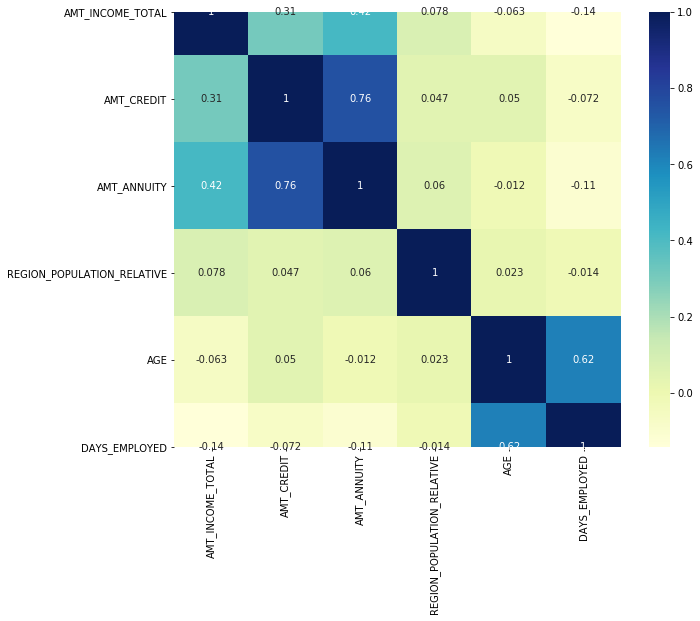 AMT_INCOME_TOTAL 1 0.31 0.42 0.078 -0.063 -0.14
AMT_CREDIT 0.31 1 0.76 0.047 0.05 -0.072
AMT_ANNUITY 0.42 0.76 1 0.06 -0.012 -0.11
REGION_POPULATION_RELATIVE 0.078 0.047 0.06 1 0.023 -0.014
AGE -0.063 0.05 -0.012 0.023 1 0.62
DAYS_EMPLOYED -0.14 -0.072 -0.11 -0.014 0.62 1
AMT_INCOME_TOTAL
AMT_CREDIT
AMT_ANNUITY
REGION_POPULATION_RELATIVE
AGE
DAYS_EMPLOYED
1.0
0.8
0.6
0.4
0.2
0.0